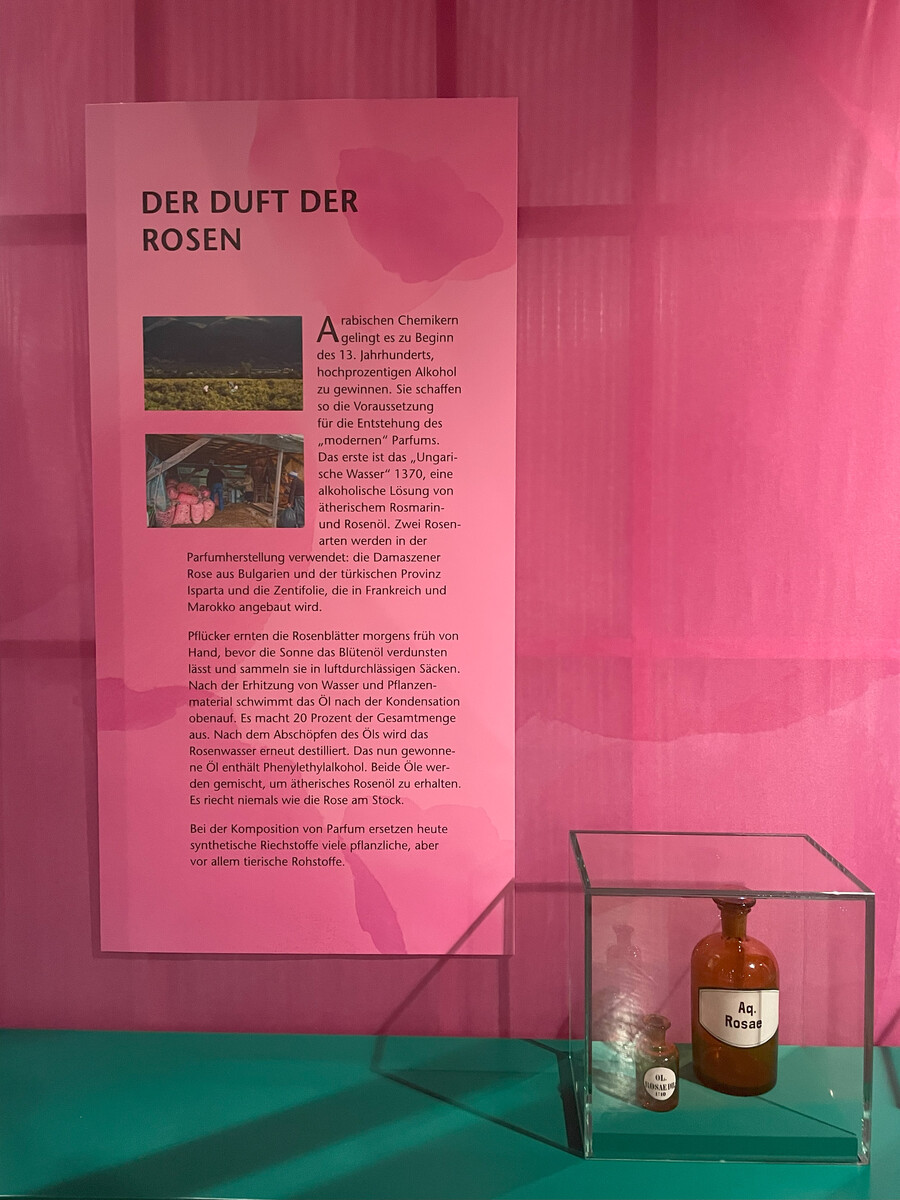 DER DUFT DER
ROSEN
Arabischen Chemikern
gelingt es zu Beginn
des 13. Jahrhunderts,
hochprozentigen Alkohol
zu gewinnen. Sie schaffen
so die Voraussetzung
für die Entstehung des
„modernen“ Parfums.
Das erste ist das „Ungari-
sche Wasser“ 1370, eine
alkoholische Lösung von
ätherischem Rosmarin-
und Rosenöl. Zwei Rosen-
arten werden in der
Parfumherstellung verwendet: die Damaszener
Rose aus Bulgarien und der türkischen Provinz
Isparta und die Zentifolie, die in Frankreich und
Marokko angebaut wird.
Pflücker ernten die Rosenblätter morgens früh von
Hand, bevor die Sonne das Blütenöl verdunsten
lässt und sammeln sie in luftdurchlässigen Säcken.
Nach der Erhitzung von Wasser und Pflanzen-
material schwimmt das Öl nach der Kondensation
obenauf. Es macht 20 Prozent der Gesamtmenge
aus. Nach dem Abschöpfen des Öls wird das
Rosenwasser erneut destilliert. Das nun gewonne-
ne Öl enthält Phenylethylalkohol. Beide Öle wer-
den gemischt, um ätherisches Rosenöl zu erhalten.
Es riecht niemals wie die Rose am Stock.
Bei der Komposition von Parfum ersetzen heute
synthetische Riechstoffe viele pflanzliche, aber
vor allem tierische Rohstoffe.
Aq.
Rosae
OL.
ROSAE DIL.
1:10